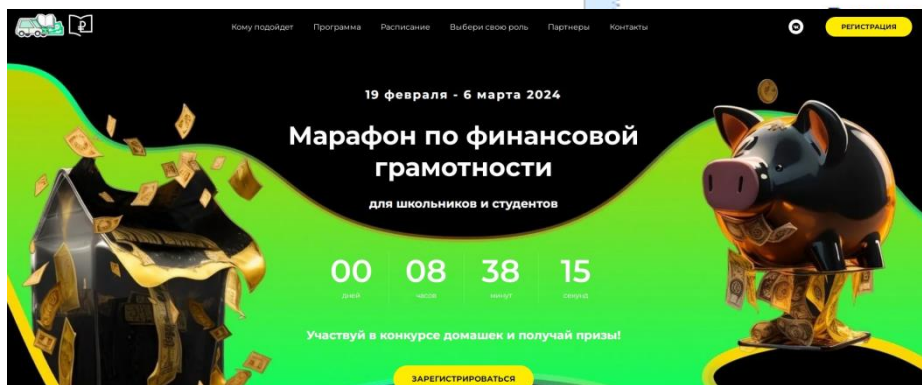 Кому подойдет Программа Расписание Выбери свою роль Партнеры Контакты РЕГИСТРАЦИЯ
19 февраля - 6 марта 2024
Марафон по финансовой
грамотности
для школьников и студентов
00 08 38 15
дней часов минут секунд
Участвуй в конкурсе домашек и получай призы!
ЗАРЕГИСТРИРОВАТЬСЯ